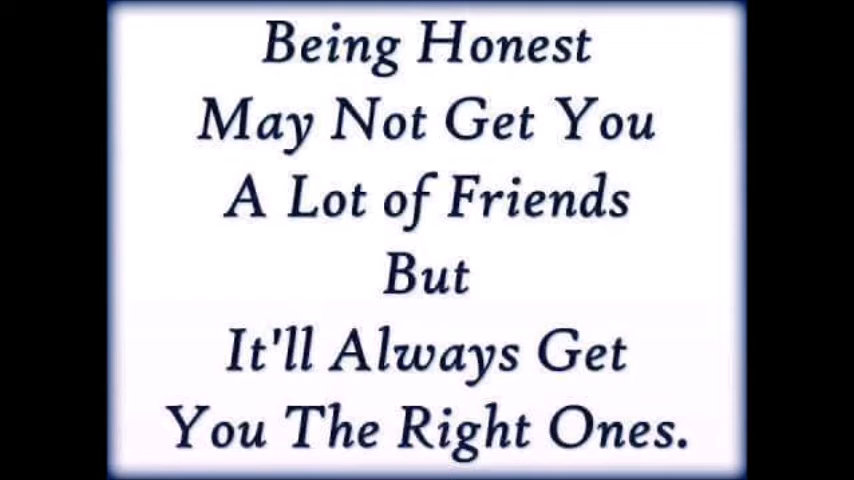 Being Honest
May Not Get You
A Lot of Friends
But
It'll Always Get
You The Right Ones.